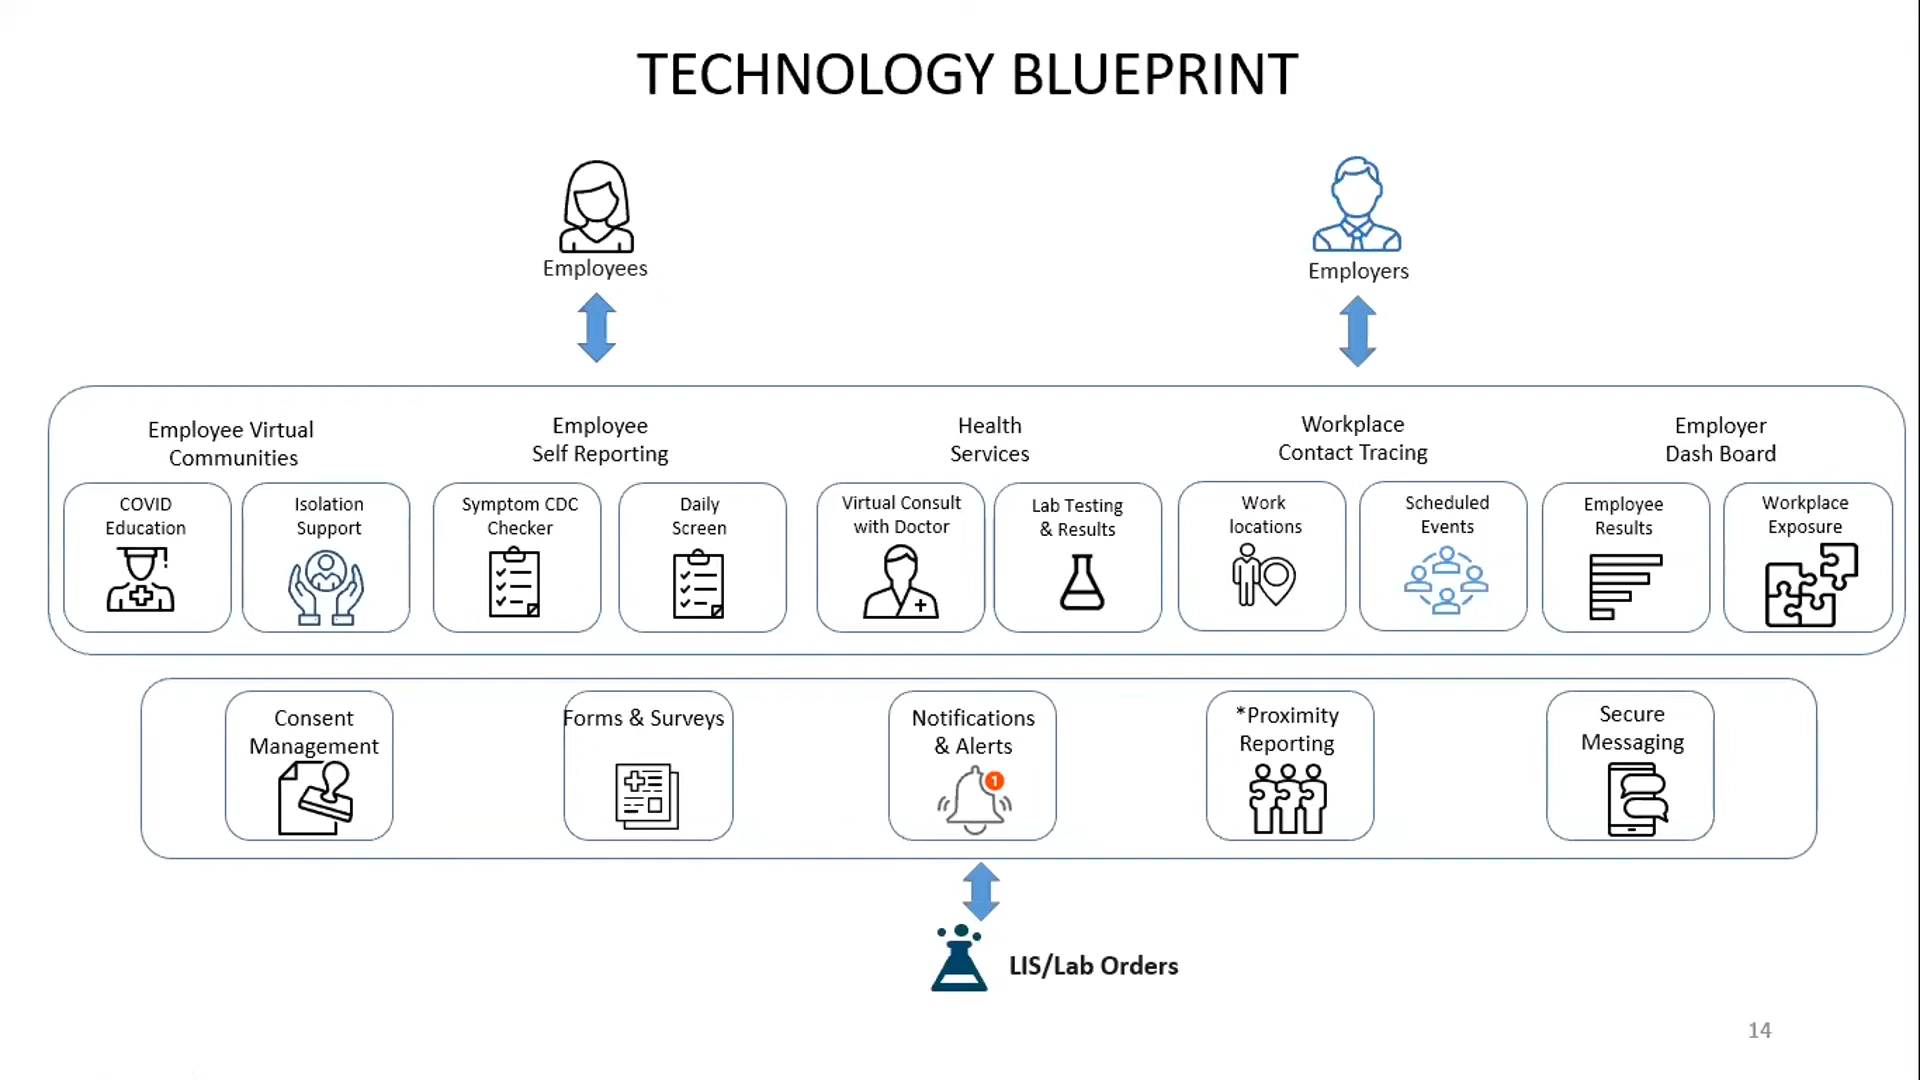 TECHNOLOGY BLUEPRINT
Employees
Employers
Employee Virtual
Communities
Employee
Self Reporting
Health
Services
Workplace
Contact Tracing
Employer
Dash Board
COVID
Education
Isolation
Support
Symptom CDC
Checker
Daily
Screen
Virtual Consult
with Doctor
Lab Testing
& Results
Work
locations
Scheduled
Events
Employee
Results
Workplace
Exposure
Consent
Management
Forms & Surveys
Notifications
& Alerts
1
*Proximity
Reporting
Secure
Messaging
LIS/Lab Orders
14